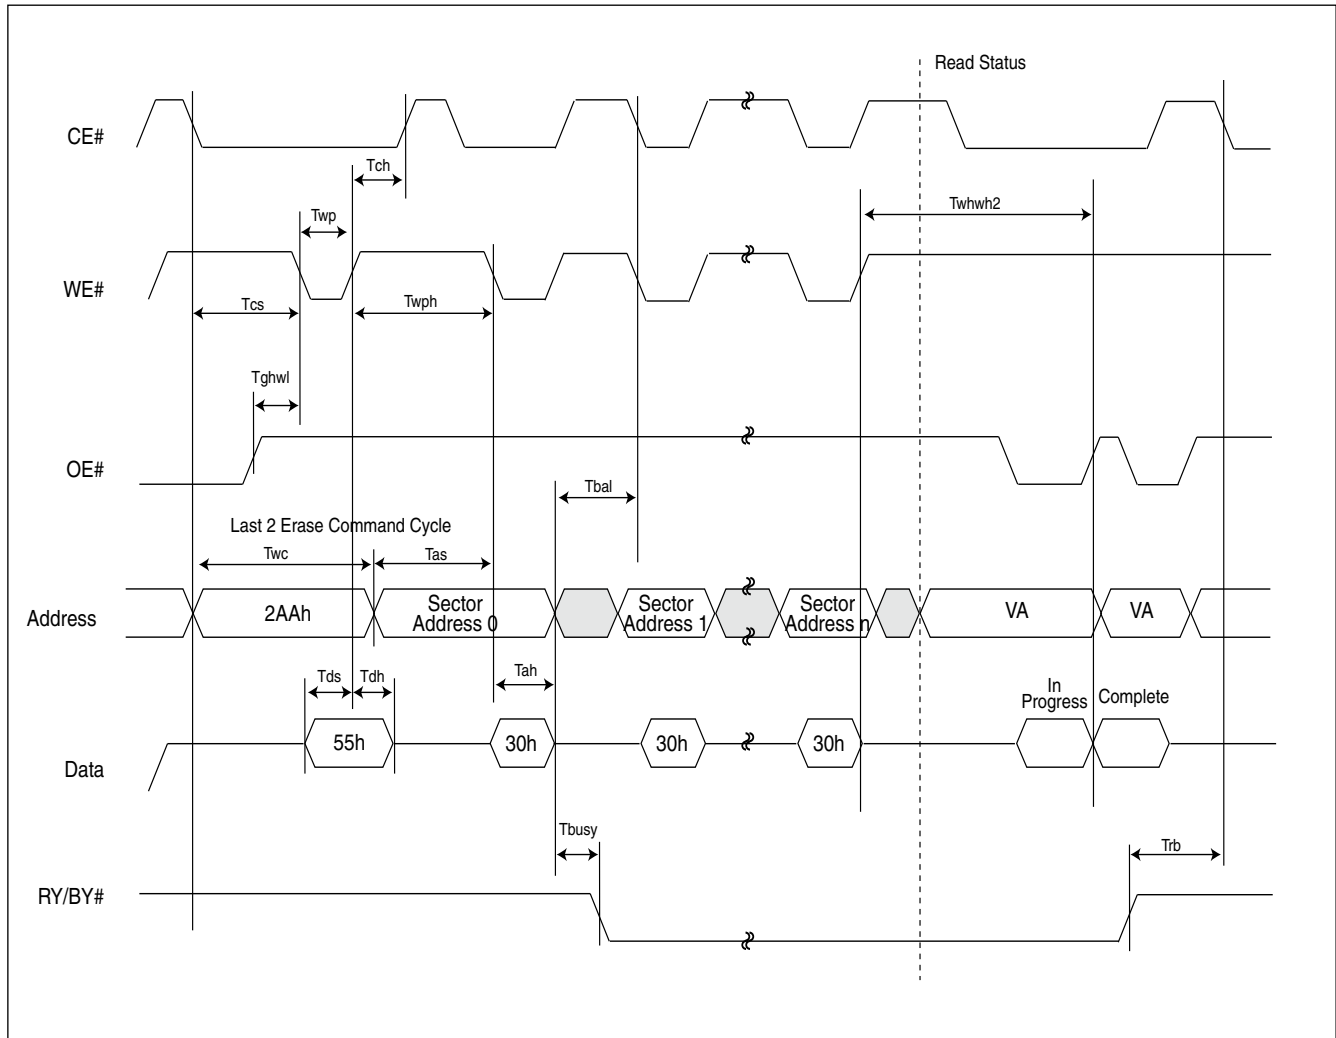 Read Status
CE#
Tch
Twhwh2
Twp
WE#
Tcs
Twph
Tghwl
OE#
Tbal
Last 2 Erase Command Cycle
Twc
Tas
Address
2AAh
Sector
Address 0
Sector
Address 1
Sector
Address n
VA
VA
Tds
Tdh
Tah
In
Progress
Complete
Data
55h
30h
30h
30h
Tbusy
Trb
RY/BY#